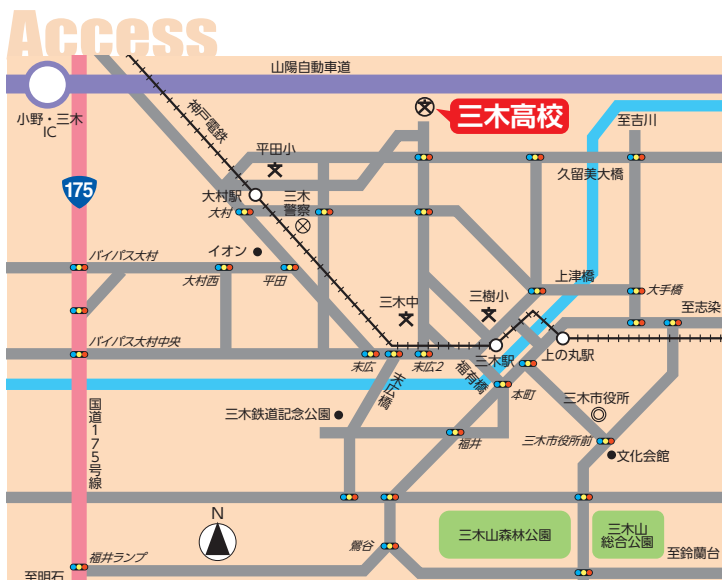 Access
山陽自動車道
小野・三木
IC
神戸電鉄
三木高校
至吉川
平田小
久留美大橋
175
大村駅
三木
警察
大村
バイパス大村
イオン
大村西
平田
上津橋
大手橋
三木中
三樹小
至志染
バイパス大村中央
末広
末広2
三木駅
上の丸駅
末広橋
福有橋
本町
国道175号線
三木鉄道記念公園
三木市役所
福井
三木市役所前
文化会館
N
三木山森林公園
三木山
総合公園
鶯谷
福井ランプ
至鈴蘭台
至明石